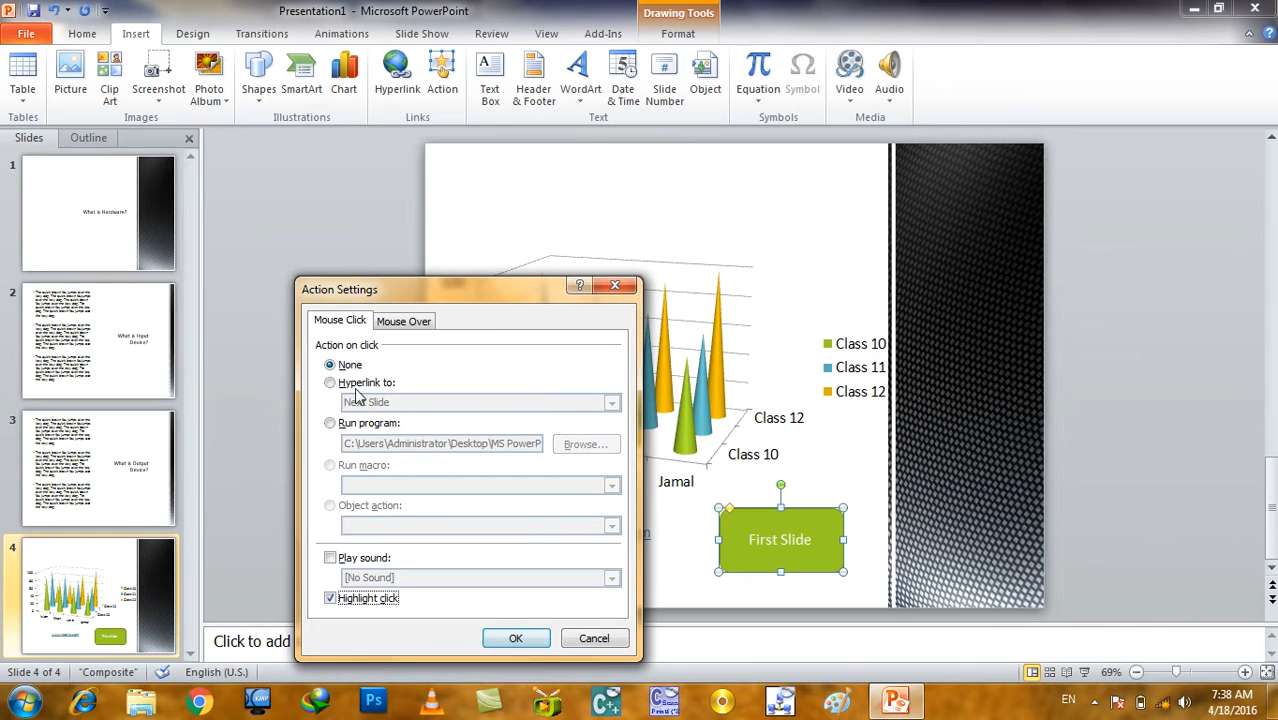 Presentation1 - Microsoft PowerPoint
Drawing Tools
File Home Insert Design Transitions Animations Slide Show Review View Add-Ins Format
Table Picture Clip Art Screenshot Photo Album Shapes SmartArt Chart Hyperlink Action Text Box Header & Footer WordArt Date & Time Slide Number Object Equation Symbol Video Audio
Tables Images Illustrations Links Text Symbols Media
Slides Outline
1
What is Hardware?
2
What is Input
Device?
3
What is Output
Device?
4
Action Settings
Mouse Click Mouse Over
Action on click
None
Hyperlink to:
Next Slide
Run program:
C:\Users\Administrator\Desktop\MS PowerP
Browse...
Run macro:
Object action:
Play sound:
[No Sound]
Highlight click
OK Cancel
Class 10
Class 11
Class 12
Class 12
Class 10
Jamal
First Slide
Click to add
Slide 4 of 4 "Composite" English (U.S.) 69%
EN
7:38 AM
4/18/2016